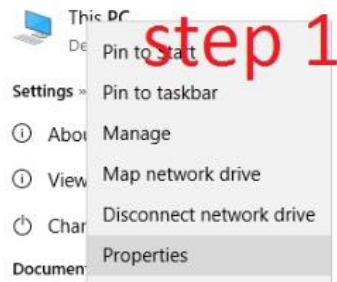 This PC
step 1
Pin to Start
Settings
Pin to taskbar
Manage
View
Map network drive
Disconnect network drive
Properties